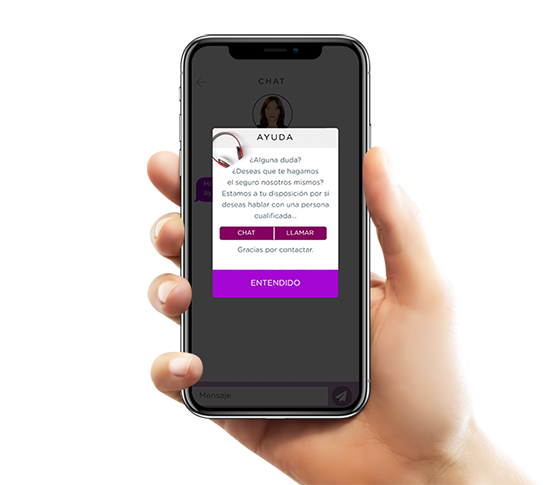 CHAT
AYUDA
¿Alguna duda?
¿Deseas que te hagamos
el seguro nosotros mismos?
Estamos a tu disposición por si
deseas hablar con una persona
cualificada...
CHAT LLAMAR
Gracias por contactar.
ENTENDIDO
Mensaje